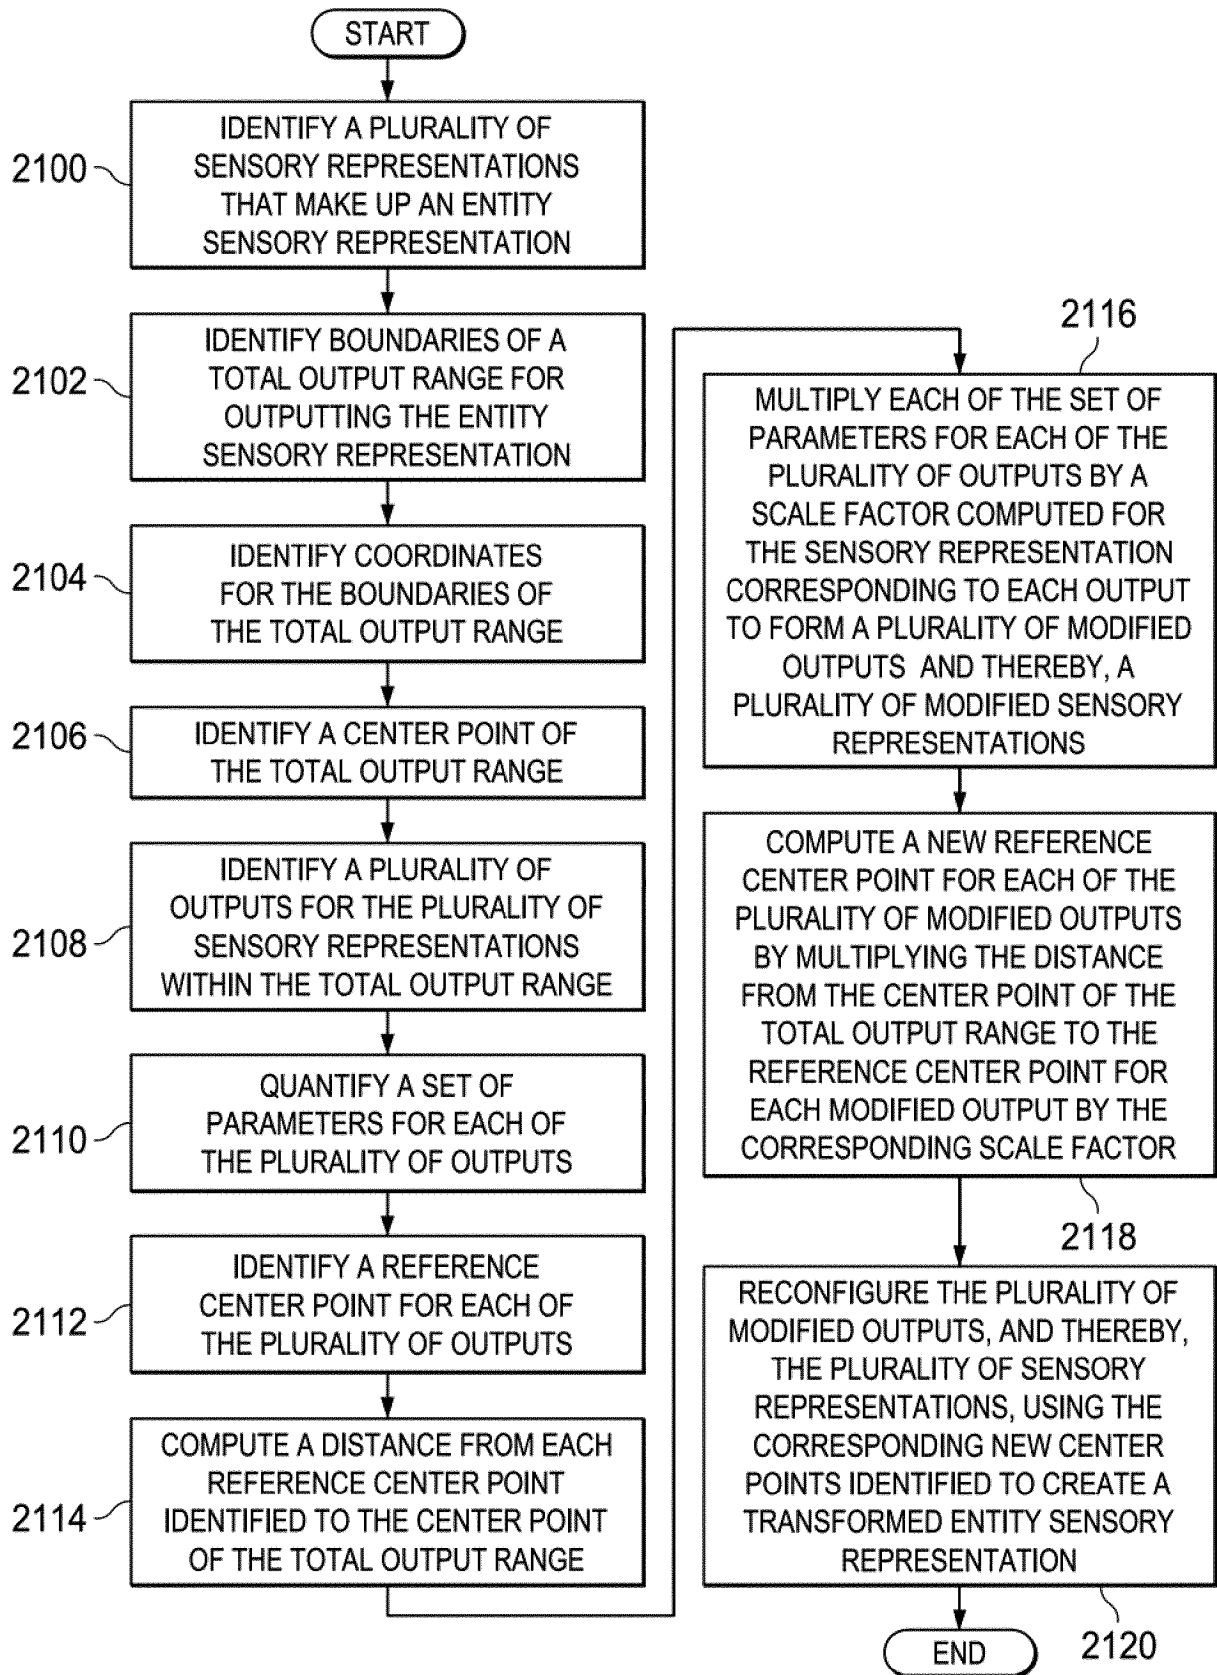 START
2100
IDENTIFY A PLURALITY OF
SENSORY REPRESENTATIONS
THAT MAKE UP AN ENTITY
SENSORY REPRESENTATION
2102
IDENTIFY BOUNDARIES OF A
TOTAL OUTPUT RANGE FOR
OUTPUTTING THE ENTITY
SENSORY REPRESENTATION
2104
IDENTIFY COORDINATES
FOR THE BOUNDARIES OF
THE TOTAL OUTPUT RANGE
2106
IDENTIFY A CENTER POINT OF
THE TOTAL OUTPUT RANGE
2108
IDENTIFY A PLURALITY OF
OUTPUTS FOR THE PLURALITY OF
SENSORY REPRESENTATIONS
WITHIN THE TOTAL OUTPUT RANGE
2110
QUANTIFY A SET OF
PARAMETERS FOR EACH OF
THE PLURALITY OF OUTPUTS
2112
IDENTIFY A REFERENCE
CENTER POINT FOR EACH OF
THE PLURALITY OF OUTPUTS
2114
COMPUTE A DISTANCE FROM EACH
REFERENCE CENTER POINT
IDENTIFIED TO THE CENTER POINT
OF THE TOTAL OUTPUT RANGE
2116
MULTIPLY EACH OF THE SET OF
PARAMETERS FOR EACH OF THE
PLURALITY OF OUTPUTS BY A
SCALE FACTOR COMPUTED FOR
THE SENSORY REPRESENTATION
CORRESPONDING TO EACH OUTPUT
TO FORM A PLURALITY OF MODIFIED
OUTPUTS AND THEREBY, A
PLURALITY OF MODIFIED SENSORY
REPRESENTATIONS
COMPUTE A NEW REFERENCE
CENTER POINT FOR EACH OF THE
PLURALITY OF MODIFIED OUTPUTS
BY MULTIPLYING THE DISTANCE
FROM THE CENTER POINT OF THE
TOTAL OUTPUT RANGE TO THE
REFERENCE CENTER POINT FOR
EACH MODIFIED OUTPUT BY THE
CORRESPONDING SCALE FACTOR
2118
RECONFIGURE THE PLURALITY OF
MODIFIED OUTPUTS, AND THEREBY,
THE PLURALITY OF SENSORY
REPRESENTATIONS, USING THE
CORRESPONDING NEW CENTER
POINTS IDENTIFIED TO CREATE A
TRANSFORMED ENTITY SENSORY
REPRESENTATION
2120
END